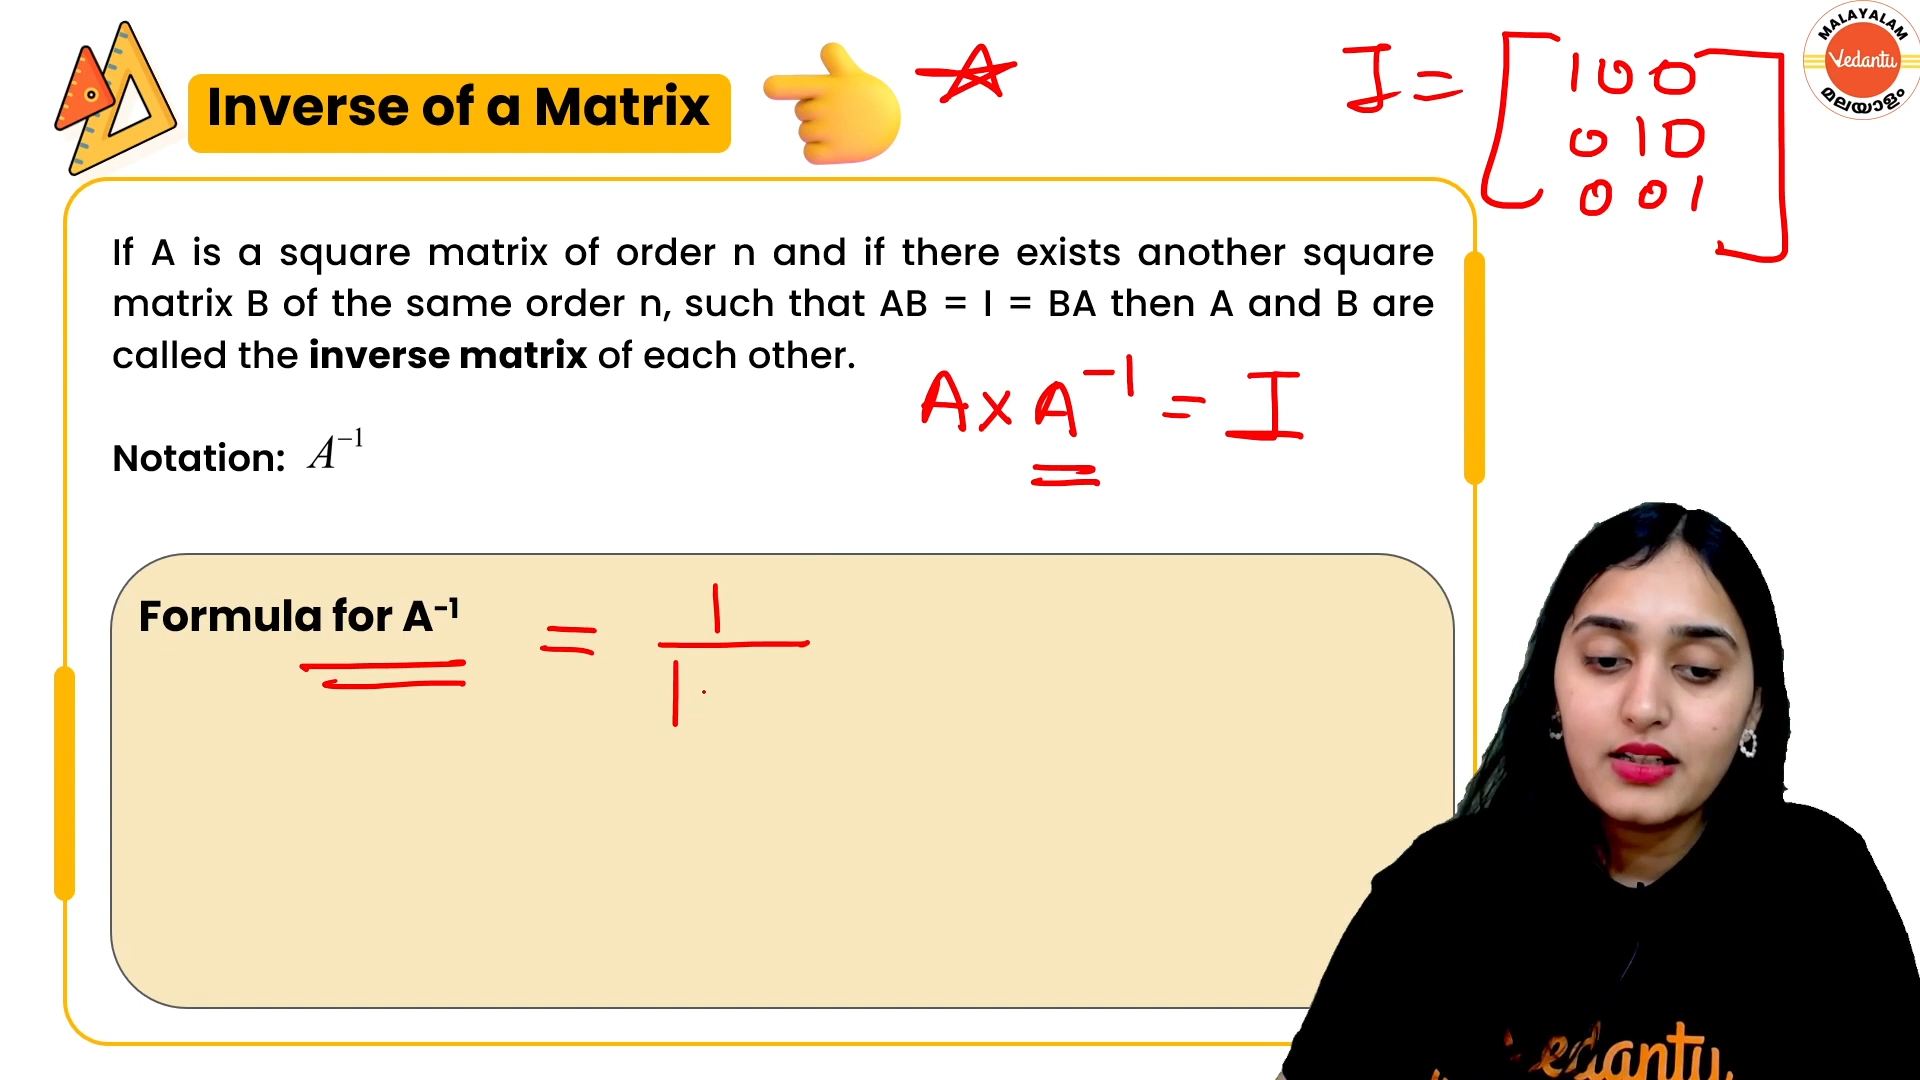 Inverse of a Matrix
I =
1 0 0
0 1 0
0 0 1
MALAYALAM
Vedantu
മലയാളം
If A is a square matrix of order n and if there exists another square
matrix B of the same order n, such that AB = I = BA then A and B are
called the inverse matrix of each other.
A × A⁻¹ = I
Notation: A⁻¹
Formula for A⁻¹ = 1
|
Vedantu